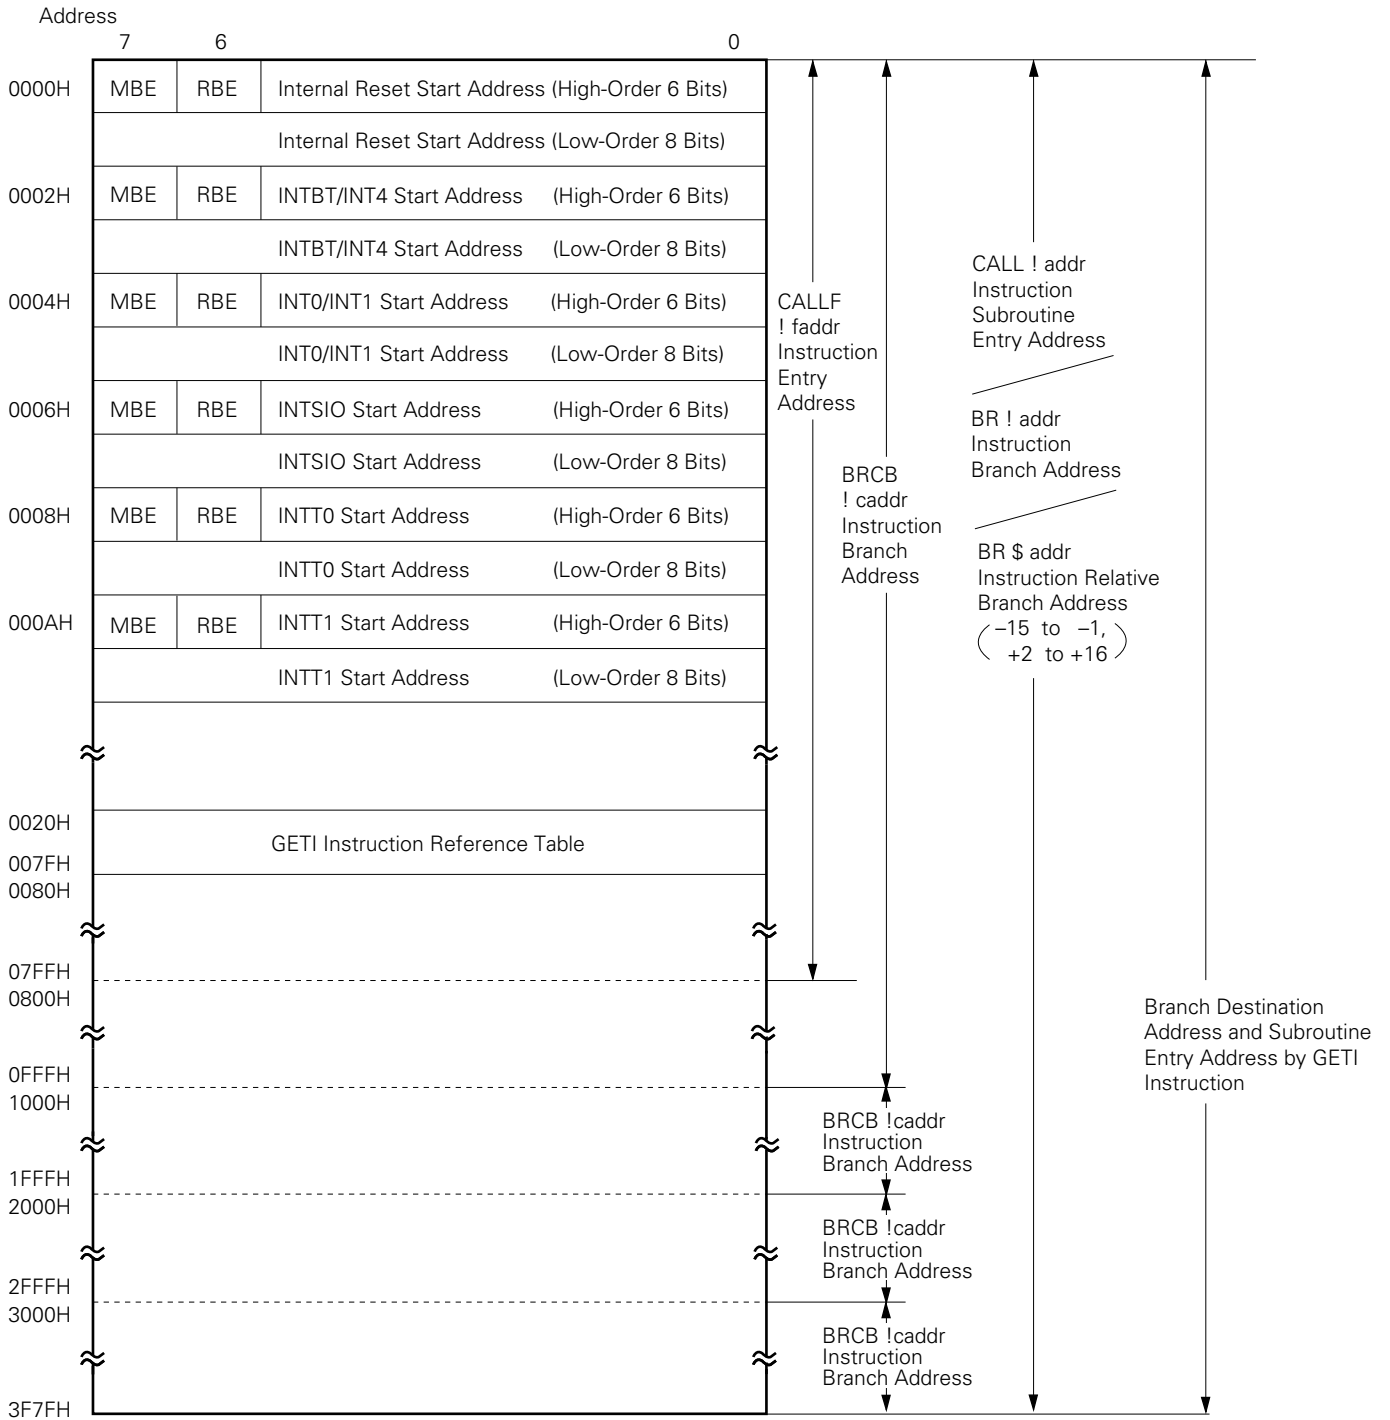 Address
7 6 0
0000H MBE RBE Internal Reset Start Address (High-Order 6 Bits)
Internal Reset Start Address (Low-Order 8 Bits)
0002H MBE RBE INTBT/INT4 Start Address (High-Order 6 Bits)
INTBT/INT4 Start Address (Low-Order 8 Bits)
0004H MBE RBE INT0/INT1 Start Address (High-Order 6 Bits)
INT0/INT1 Start Address (Low-Order 8 Bits)
0006H MBE RBE INTSIO Start Address (High-Order 6 Bits)
INTSIO Start Address (Low-Order 8 Bits)
0008H MBE RBE INTT0 Start Address (High-Order 6 Bits)
INTT0 Start Address (Low-Order 8 Bits)
000AH MBE RBE INTT1 Start Address (High-Order 6 Bits)
INTT1 Start Address (Low-Order 8 Bits)
0020H
GETI Instruction Reference Table
007FH
0080H
07FFH
0800H
0FFFH
1000H
1FFFH
2000H
2FFFH
3000H
3F7FH
CALLF
! faddr
Instruction
Entry
Address
BRCB
! caddr
Instruction
Branch
Address
BRCB !caddr
Instruction
Branch Address
BRCB !caddr
Instruction
Branch Address
BRCB !caddr
Instruction
Branch Address
CALL ! addr
Instruction
Subroutine
Entry Address
BR ! addr
Instruction
Branch Address
BR $ addr
Instruction Relative
Branch Address
(–15 to –1,
+2 to +16)
Branch Destination
Address and Subroutine
Entry Address by GETI
Instruction